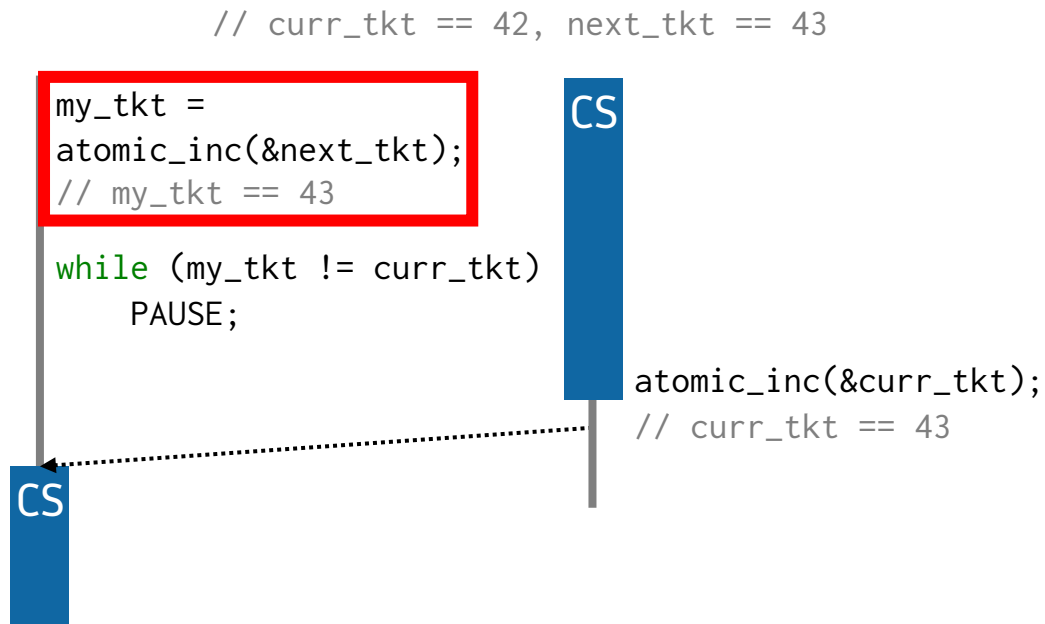 // curr_tkt == 42, next_tkt == 43
my_tkt =
atomic_inc(&next_tkt);
// my_tkt == 43
while (my_tkt != curr_tkt)
    PAUSE;
CS
atomic_inc(&curr_tkt);
// curr_tkt == 43
CS